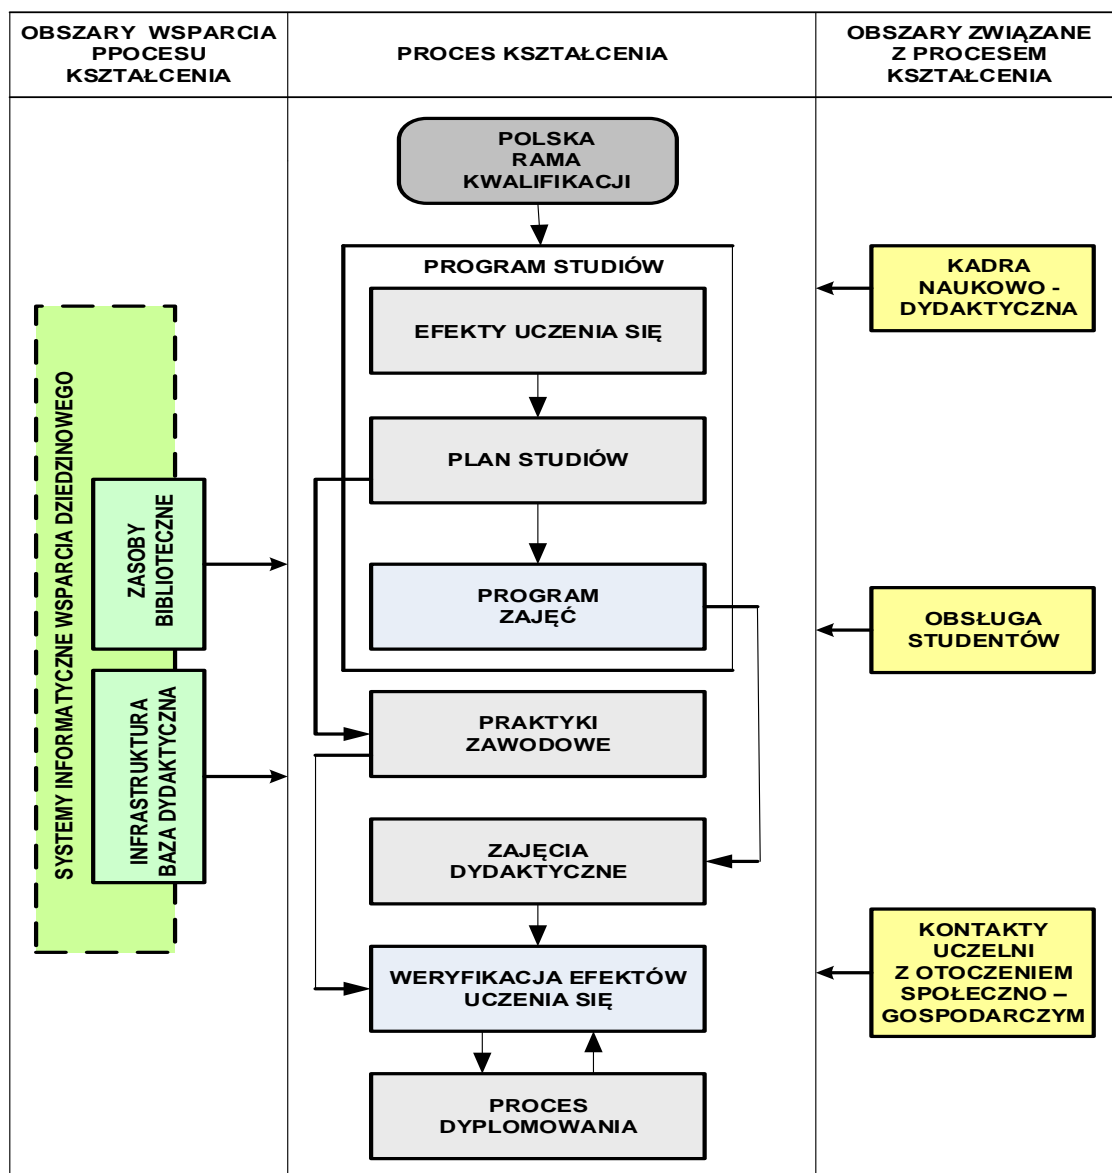 OBSZARY WSPARCIA
PPOCESU
KSZTAŁCENIA
PROCES KSZTAŁCENIA
OBSZARY ZWIĄZANE
Z PROCESEM
KSZTAŁCENIA
SYSTEMY INFORMATYCZNE WSPARCIA DZIEDZINOWEGO
ZASOBY
BIBLIOTECZNE
INFRASTRUKTURA
BAZA DYDAKTYCZNA
POLSKA
RAMA
KWALIFIKACJI
PROGRAM STUDIÓW
EFEKTY UCZENIA SIĘ
PLAN STUDIÓW
PROGRAM
ZAJĘĆ
PRAKTYKI
ZAWODOWE
ZAJĘCIA
DYDAKTYCZNE
WERYFIKACJA EFEKTÓW
UCZENIA SIĘ
PROCES
DYPLOMOWANIA
KADRA
NAUKOWO -
DYDAKTYCZNA
OBSŁUGA
STUDENTÓW
KONTAKTY
UCZELNI
Z OTOCZENIEM
SPOŁECZNO –
GOSPODARCZYM